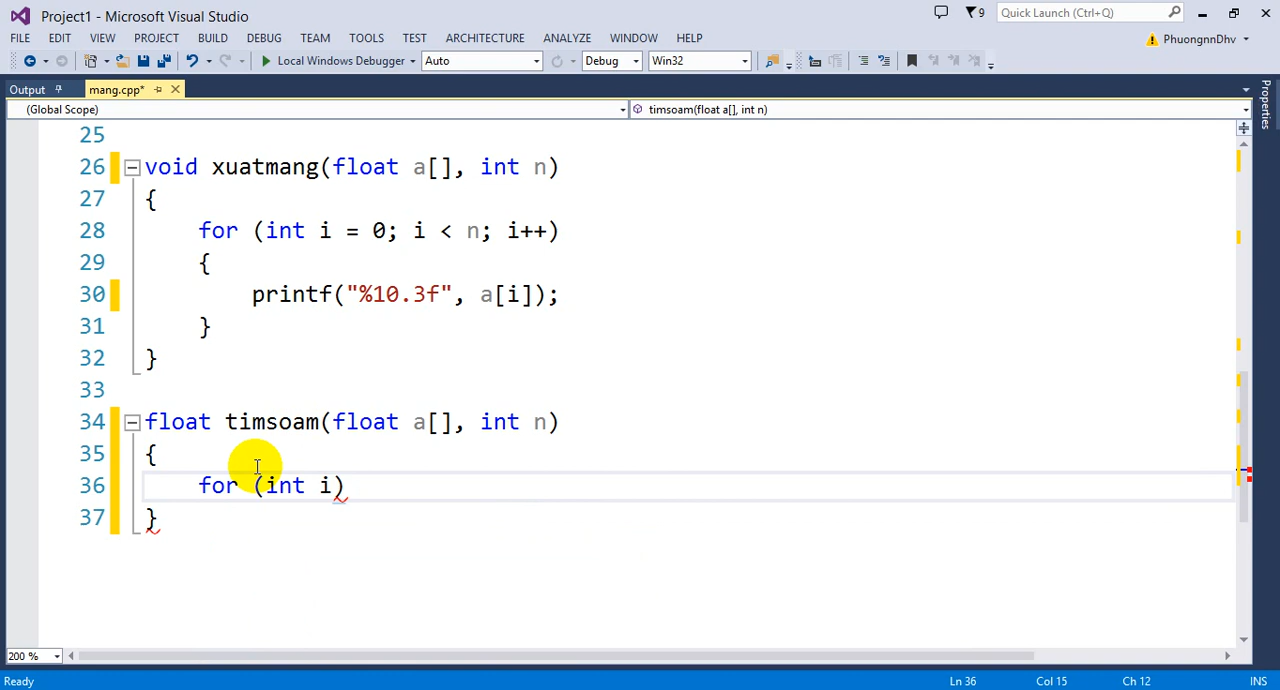 Project1 - Microsoft Visual Studio
9
Quick Launch (Ctrl+Q)
FILE EDIT VIEW PROJECT BUILD DEBUG TEAM TOOLS TEST ARCHITECTURE ANALYZE WINDOW HELP
PhuongnnDhv
Local Windows Debugger Auto Debug Win32
Output mang.cpp*
Properties
(Global Scope) timsoam(float a[], int n)
25
26 void xuatmang(float a[], int n)
27 {
28 for (int i = 0; i < n; i++)
29 {
30 printf("%10.3f", a[i]);
31 }
32 }
33
34 float timsoam(float a[], int n)
35 {
36 for (int i)
37 }
200 %
Ready Ln 36 Col 15 Ch 12 INS